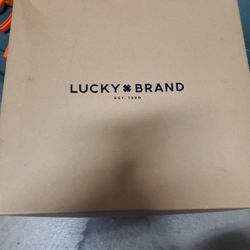 LUCKY BRAND
EST. 1990